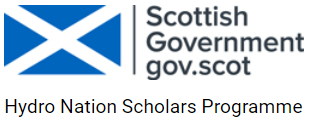 Scottish
Government
gov.scot
Hydro Nation Scholars Programme